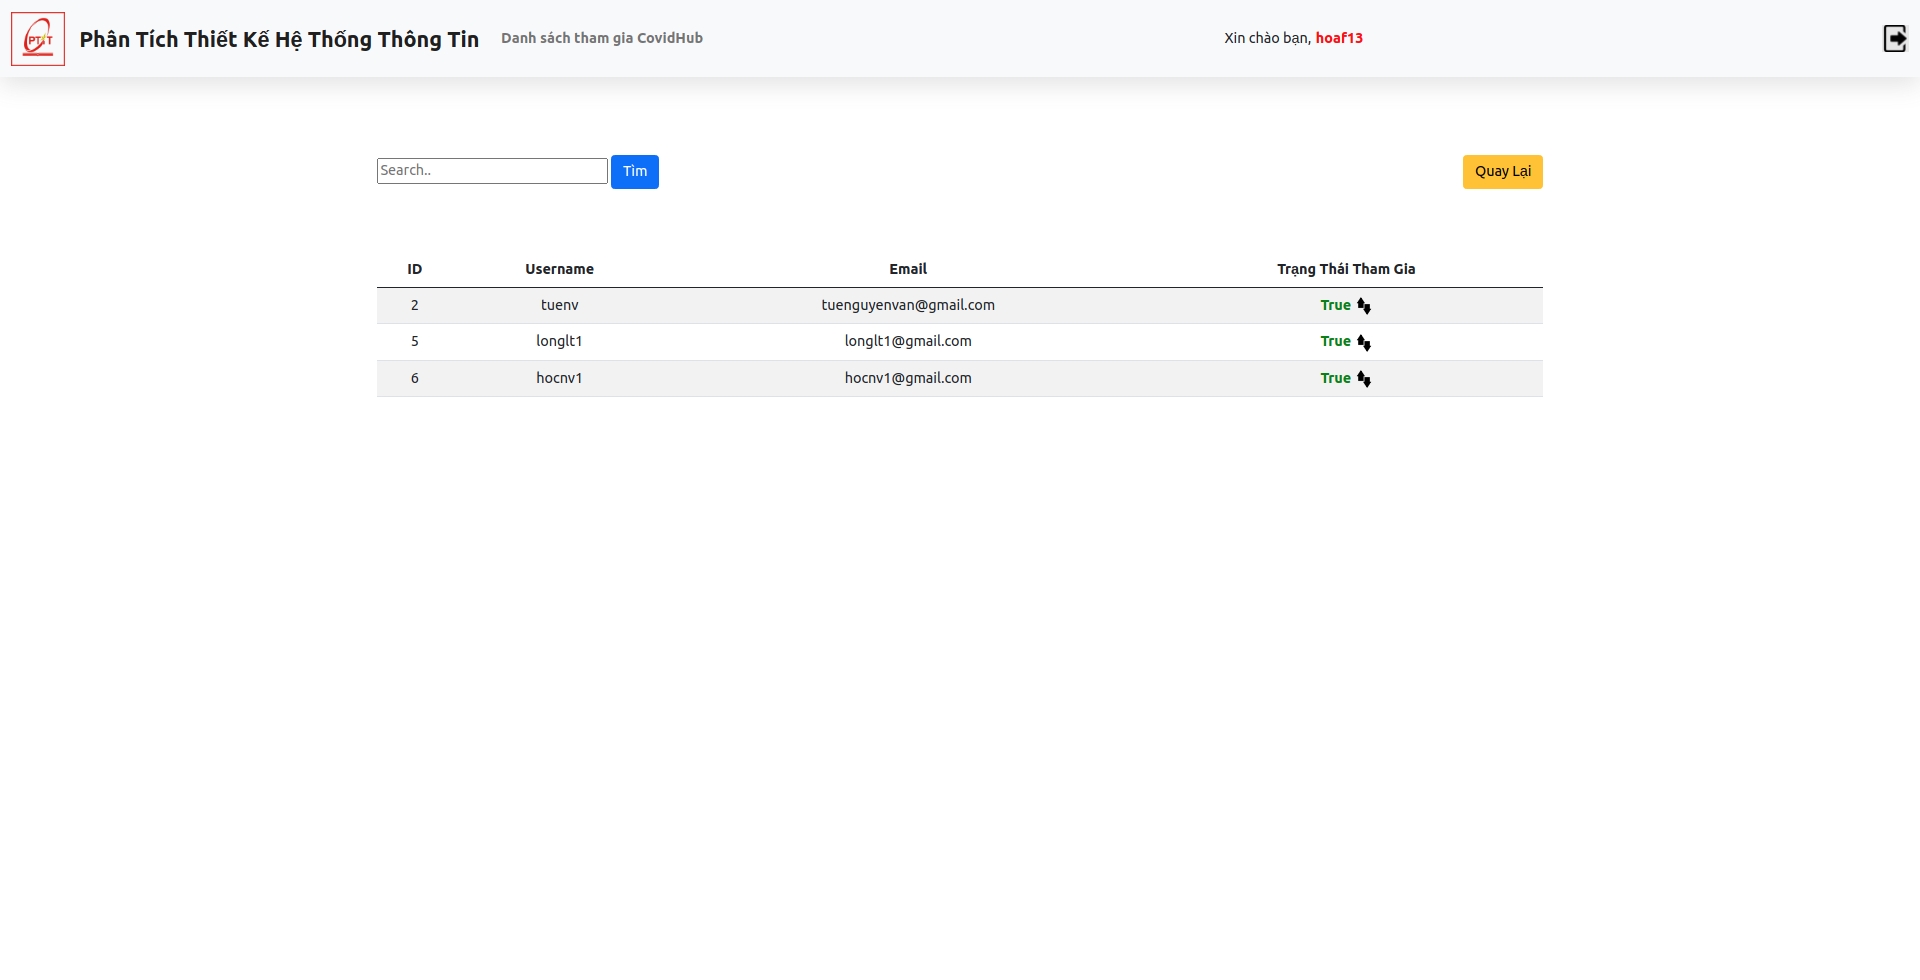 PTIT
Phân Tích Thiết Kế Hệ Thống Thông Tin
Danh sách tham gia CovidHub
Xin chào bạn, hoaf13
Search..
Tìm
Quay Lại
ID Username Email Trạng Thái Tham Gia
2 tuenv tuenguyenvan@gmail.com True
5 longlt1 longlt1@gmail.com True
6 hocnv1 hocnv1@gmail.com True